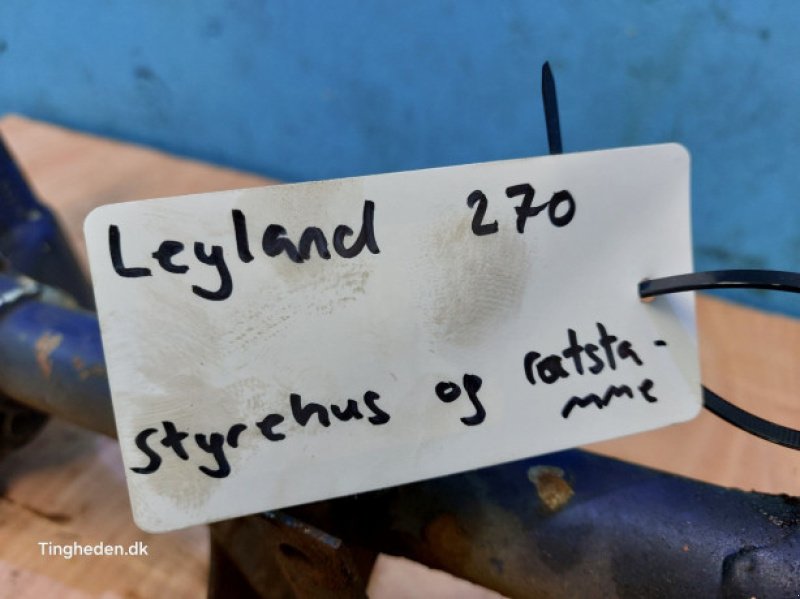 Leyland 270
styrehus og ratsta-
mme
Tingheden.dk